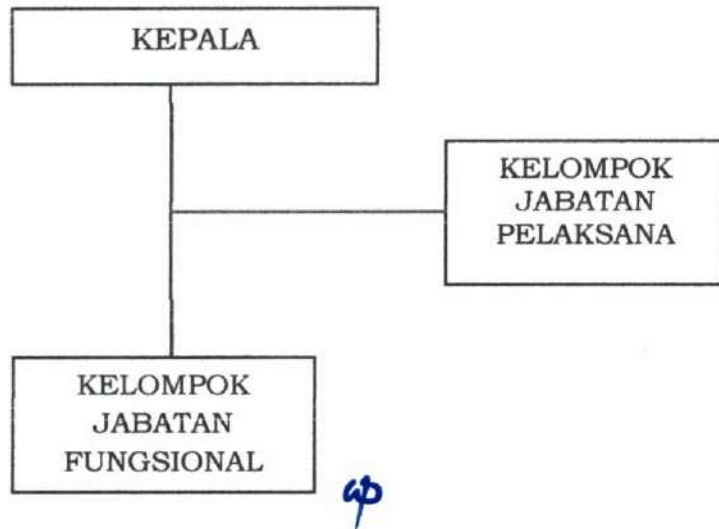 KEPALA
KELOMPOK
JABATAN
PELAKSANA
KELOMPOK
JABATAN
FUNGSIONAL